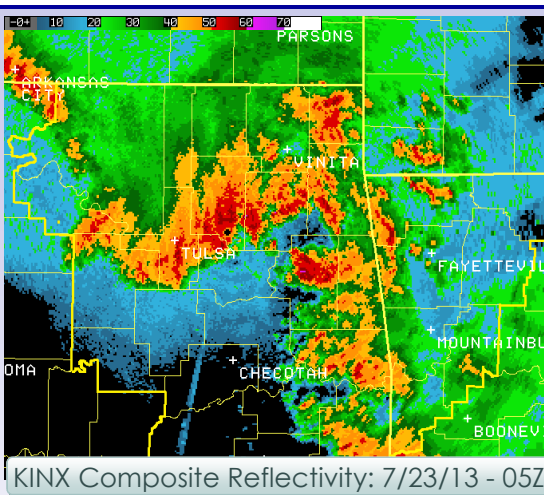 -0+ 10 20 30 40 50 60 70
PARSONS
ARKANSAS
CITY
VINITA
TULSA
FAYETTEVIL
MOUNTAINBU
OMA
CHECOTAH
BOONEV
KINX Composite Reflectivity: 7/23/13 - 05Z